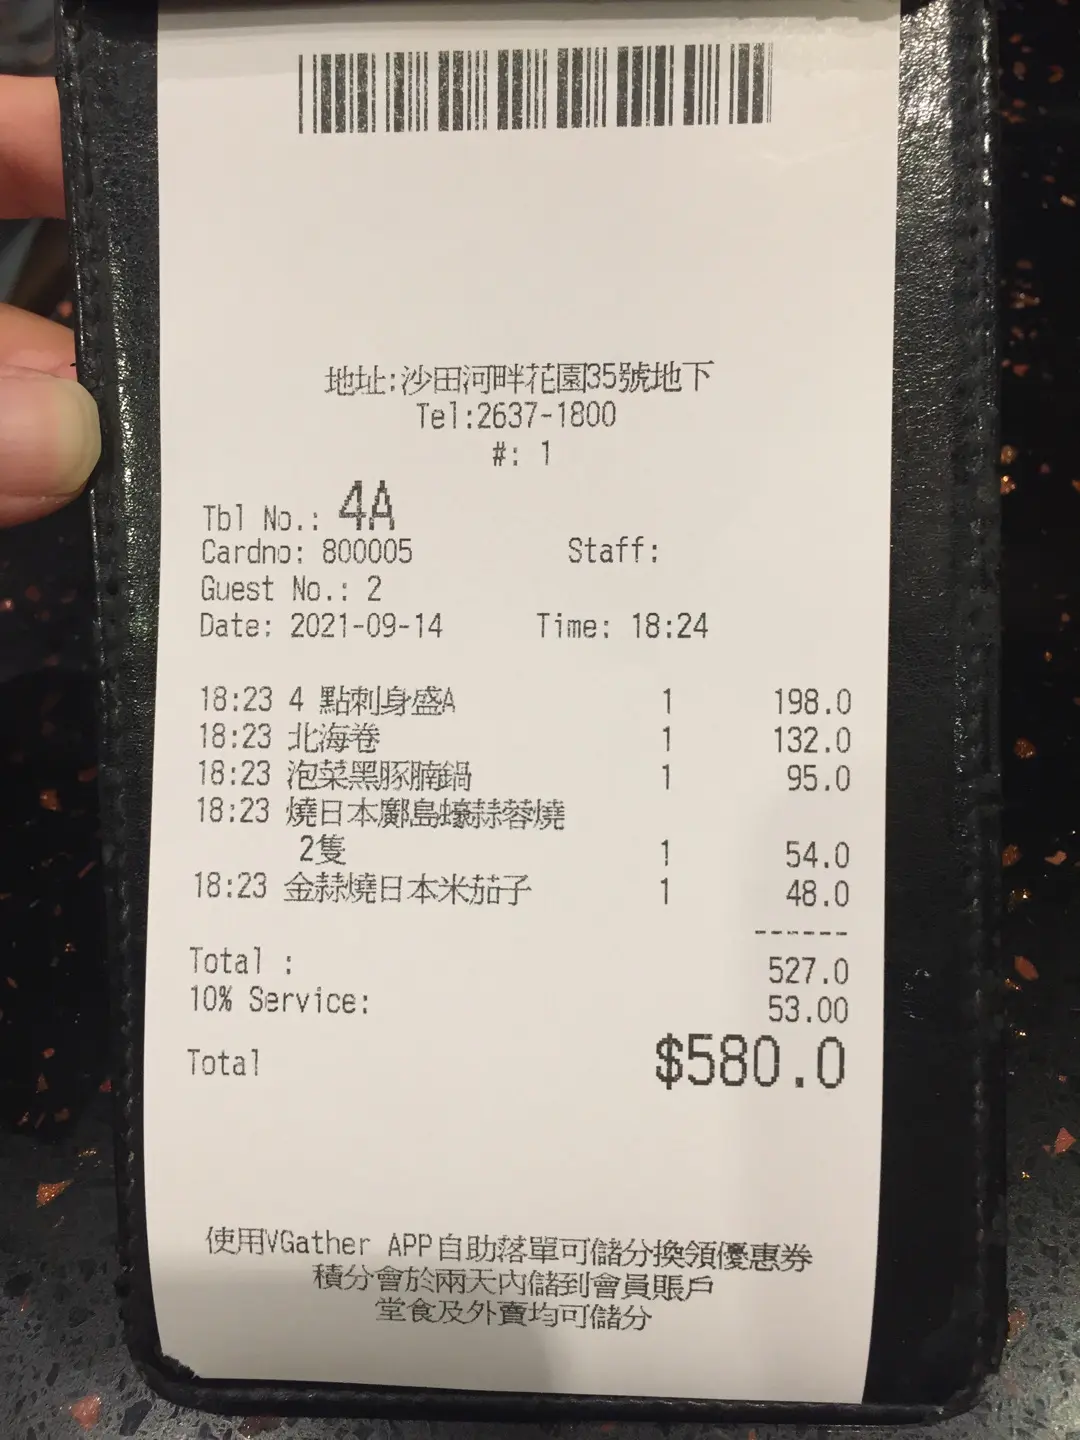 地址:沙田河畔花園35號地下
Tel:2637-1800
#: 1
Tbl No.: 4A
Cardno: 800005 Staff:
Guest No.: 2
Date: 2021-09-14 Time: 18:24
18:23 4 點刺身盛A 1 198.0
18:23 北海卷 1 132.0
18:23 泡菜黑豚腩鍋 1 95.0
18:23 燒日本廣島蠔蒜蓉燒
2隻 1 54.0
18:23 金蒜燒日本米茄子 1 48.0
------
Total : 527.0
10% Service: 53.00
Total $580.0
使用VGather APP自助落單可儲分換領優惠券
積分會於兩天內儲到會員賬戶
堂食及外賣均可儲分